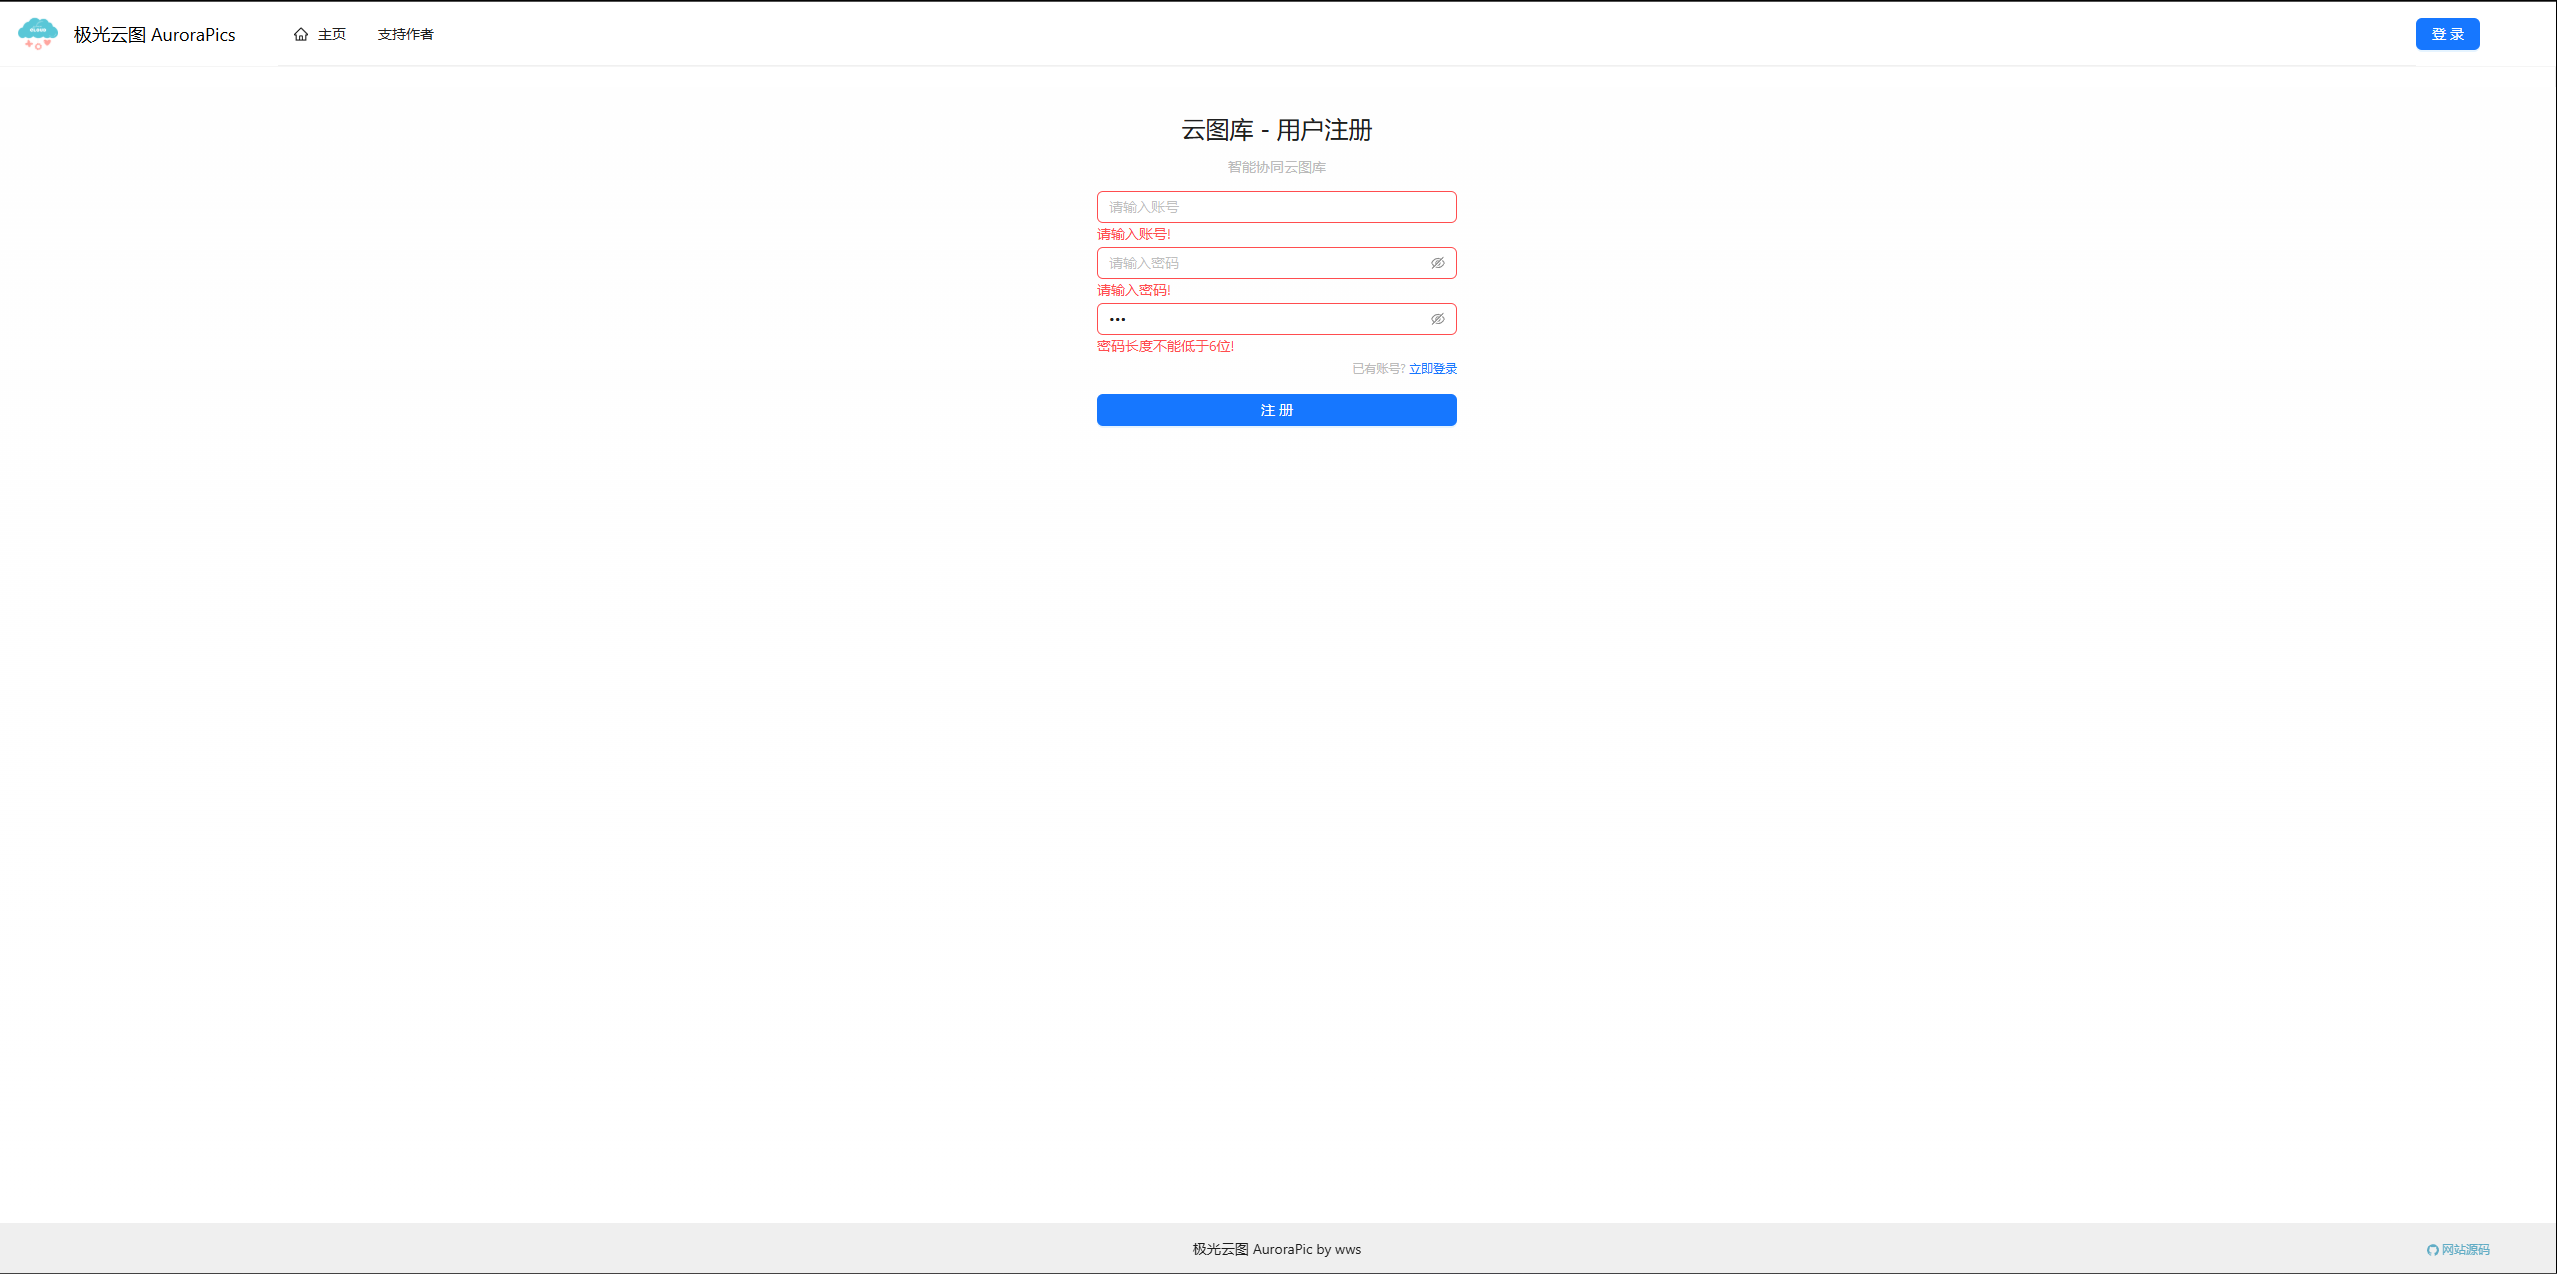 极光云图 AuroraPics
主页
支持作者
登 录
云图库 - 用户注册
智能协同云图库
请输入账号
请输入账号!
请输入密码
请输入密码!
•••
密码长度不能低于6位!
已有账号? 立即登录
注 册
极光云图 AuroraPic by wws
网站源码